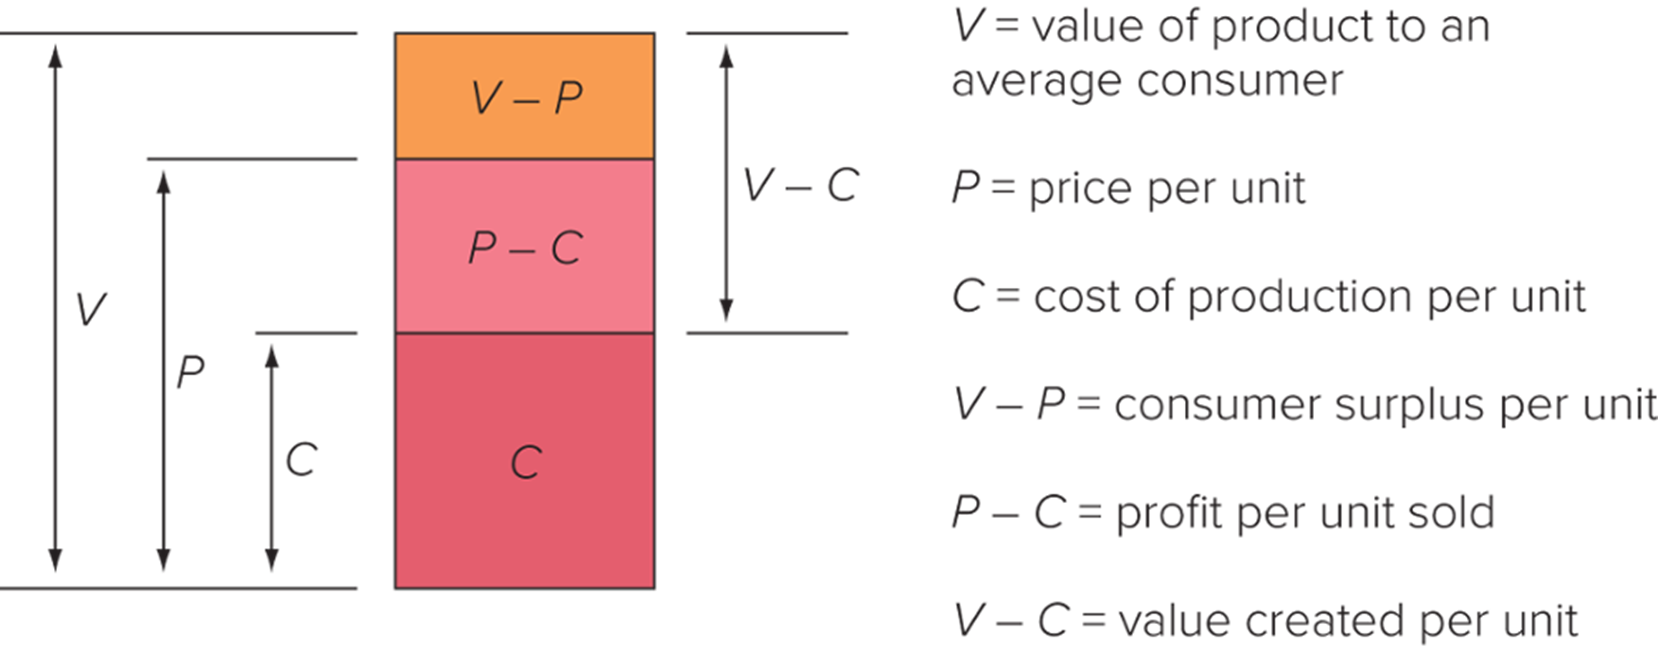 V – P
P – C
C
V
P
C
V – C
V = value of product to an
average consumer
P = price per unit
C = cost of production per unit
V – P = consumer surplus per unit
P – C = profit per unit sold
V – C = value created per unit